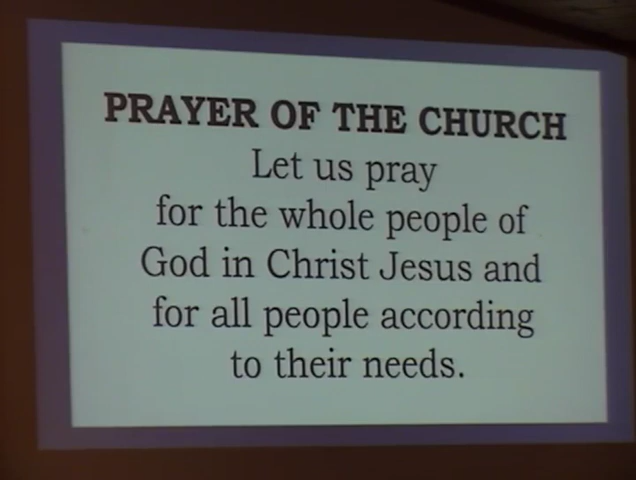 PRAYER OF THE CHURCH
Let us pray
for the whole people of
God in Christ Jesus and
for all people according
to their needs.